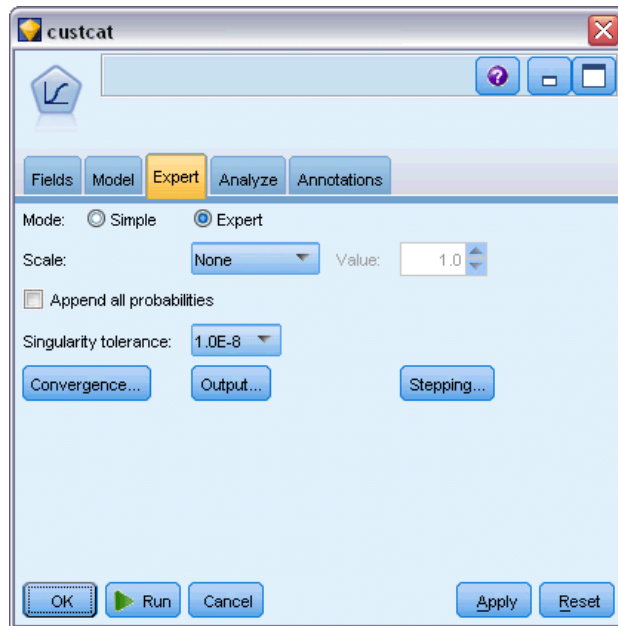 custcat
Fields Model Expert Analyze Annotations
Mode: Simple Expert
Scale: None Value: 1.0
Append all probabilities
Singularity tolerance: 1.0E-8
Convergence... Output... Stepping...
OK Run Cancel Apply Reset